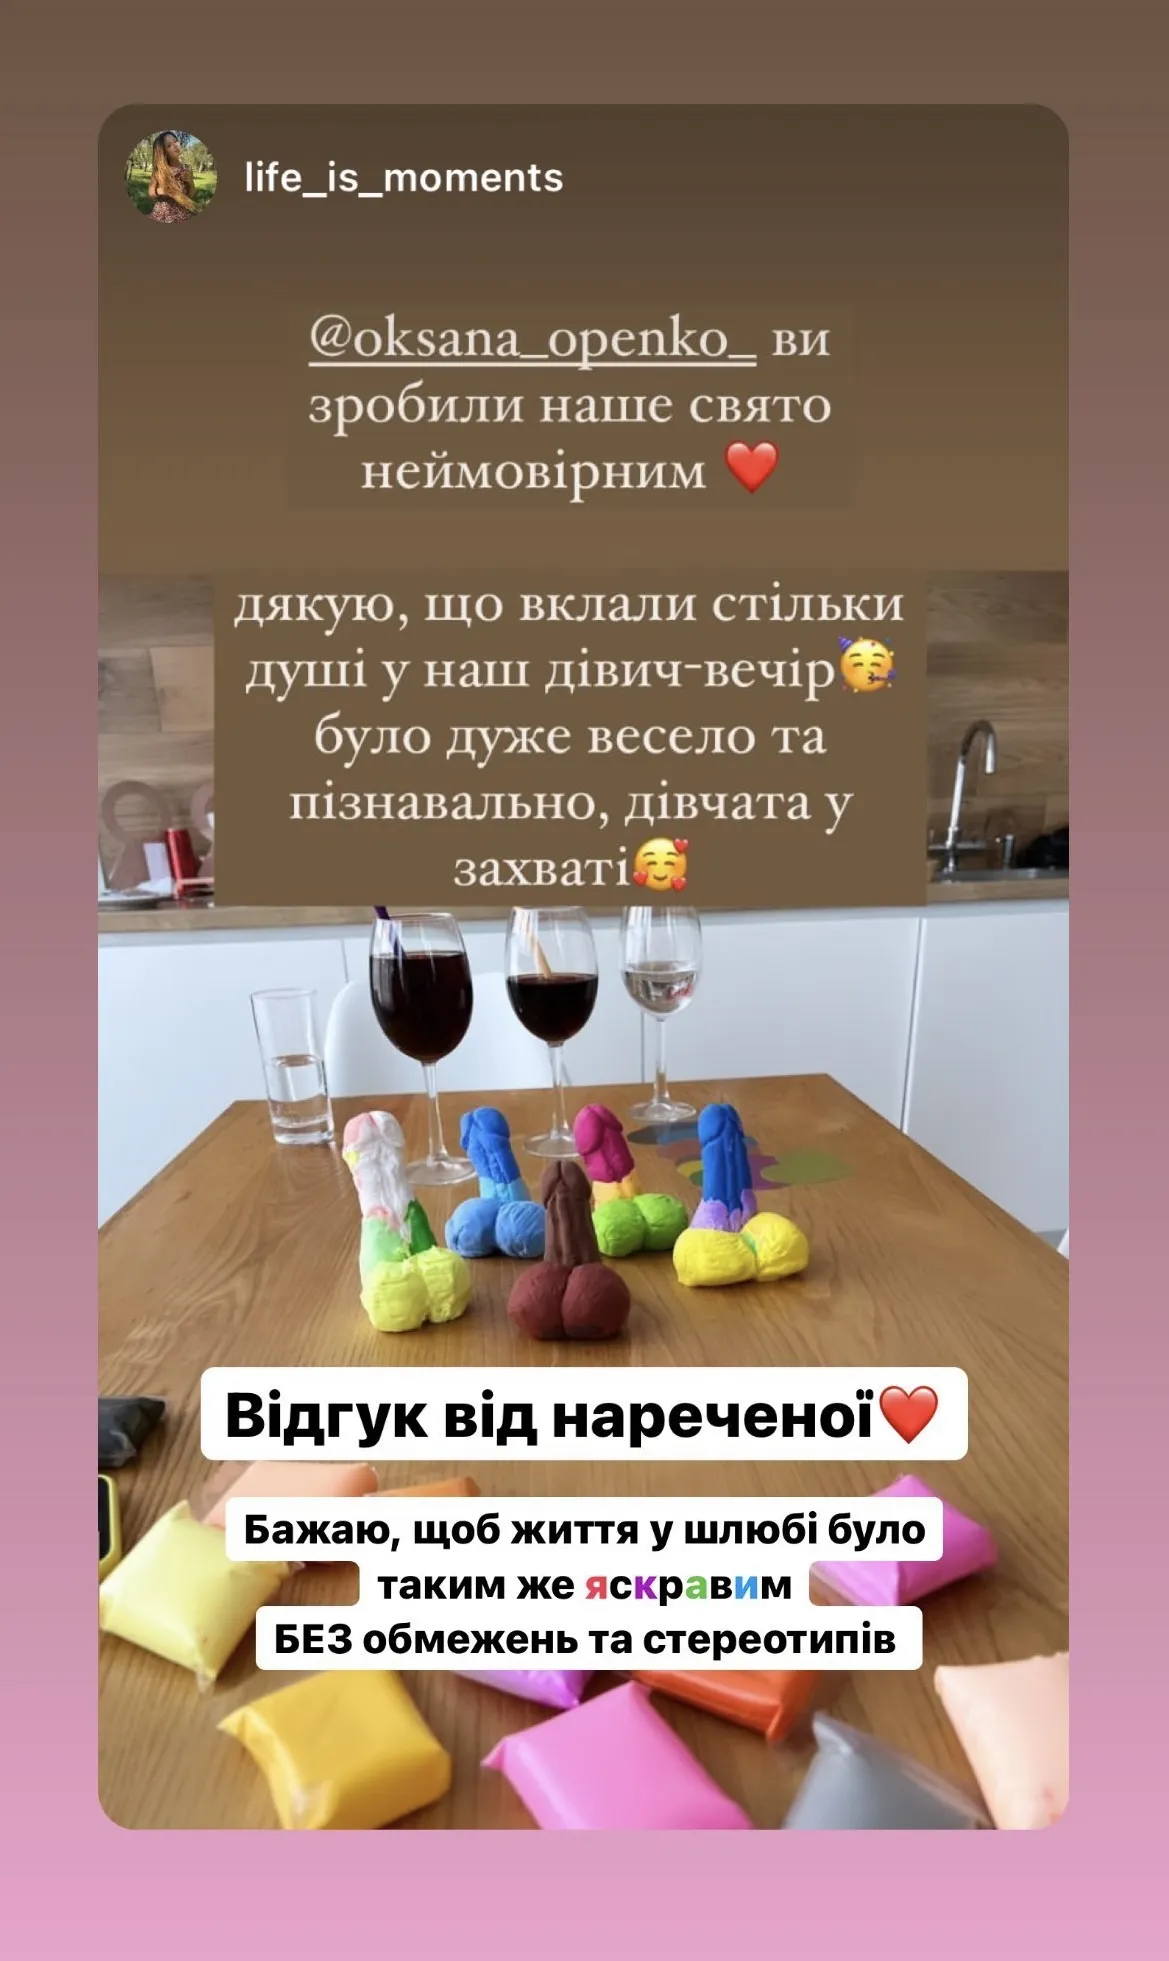 life_is_moments
@oksana_openko_ ви
зробили наше свято
неймовірним ❤️
дякую, що вклали стільки
душі у наш дівич-вечір🥳
було дуже весело та
пізнавально, дівчата у
захваті🥰
Відгук від нареченої❤️
Бажаю, щоб життя у шлюбі було
таким же яскравим
БЕЗ обмежень та стереотипів